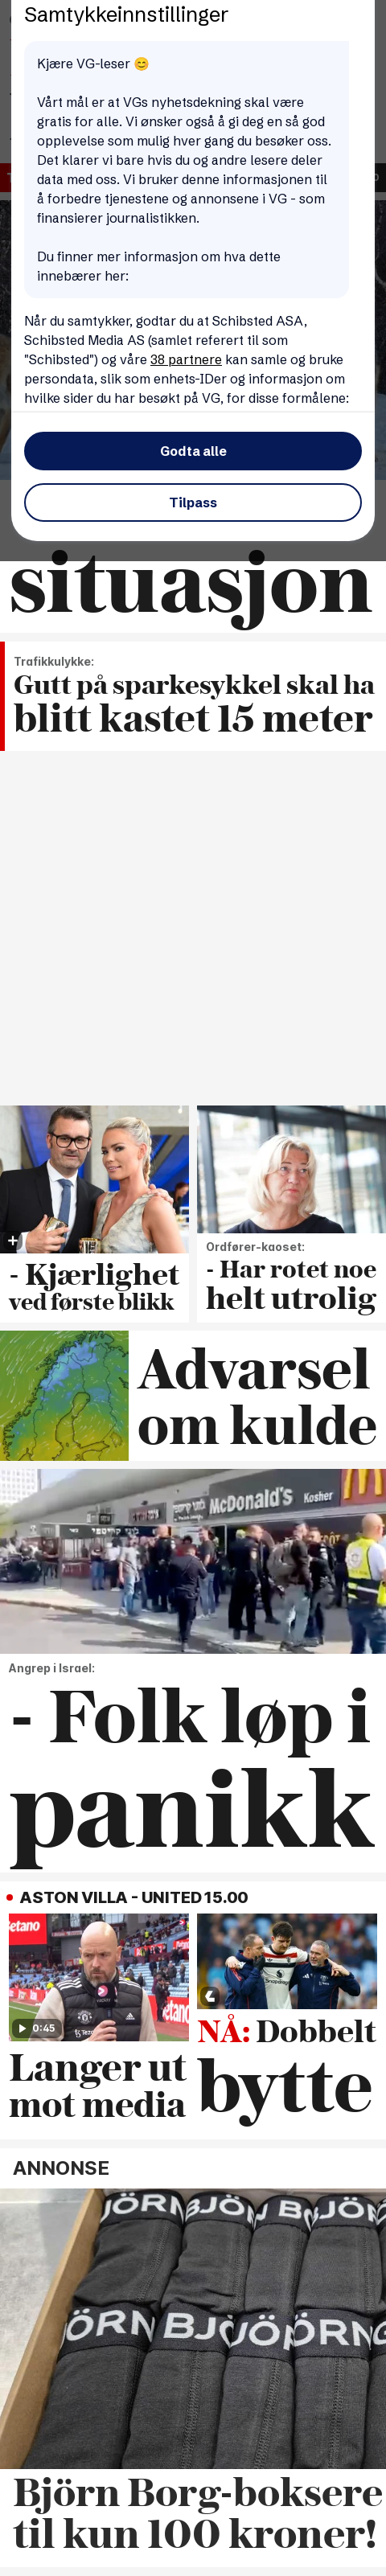 Samtykkeinnstillinger
Kjære VG-leser 😊
Vårt mål er at VGs nyhetsdekning skal være
gratis for alle. Vi ønsker også å gi deg en så god
opplevelse som mulig hver gang du besøker oss.
Det klarer vi bare hvis du og andre lesere deler
data med oss. Vi bruker denne informasjonen til
å forbedre tjenestene og annonsene i VG - som
finansierer journalistikken.
Du finner mer informasjon om hva dette
innebærer her:
Når du samtykker, godtar du at Schibsted ASA,
Schibsted Media AS (samlet referert til som
"Schibsted") og våre 38 partnere kan samle og bruke
persondata, slik som enhets-IDer og informasjon om
hvilke sider du har besøkt på VG, for disse formålene:
Godta alle
Tilpass
situasjon
Trafikkulykke:
Gutt på sparkesykkel skal ha
blitt kastet 15 meter
- Kjærlighet
ved første blikk
Ordfører-kaoset:
- Har rotet noe
helt utrolig
Advarsel
om kulde
McDonald's
Kosher
Angrep i Israel:
- Folk løp i
panikk
ASTON VILLA - UNITED 15.00
0:45
Langer ut
mot media
NÅ: Dobbelt
bytte
ANNONSE
BJÖRN
Björn Borg-boksere
til kun 100 kroner!